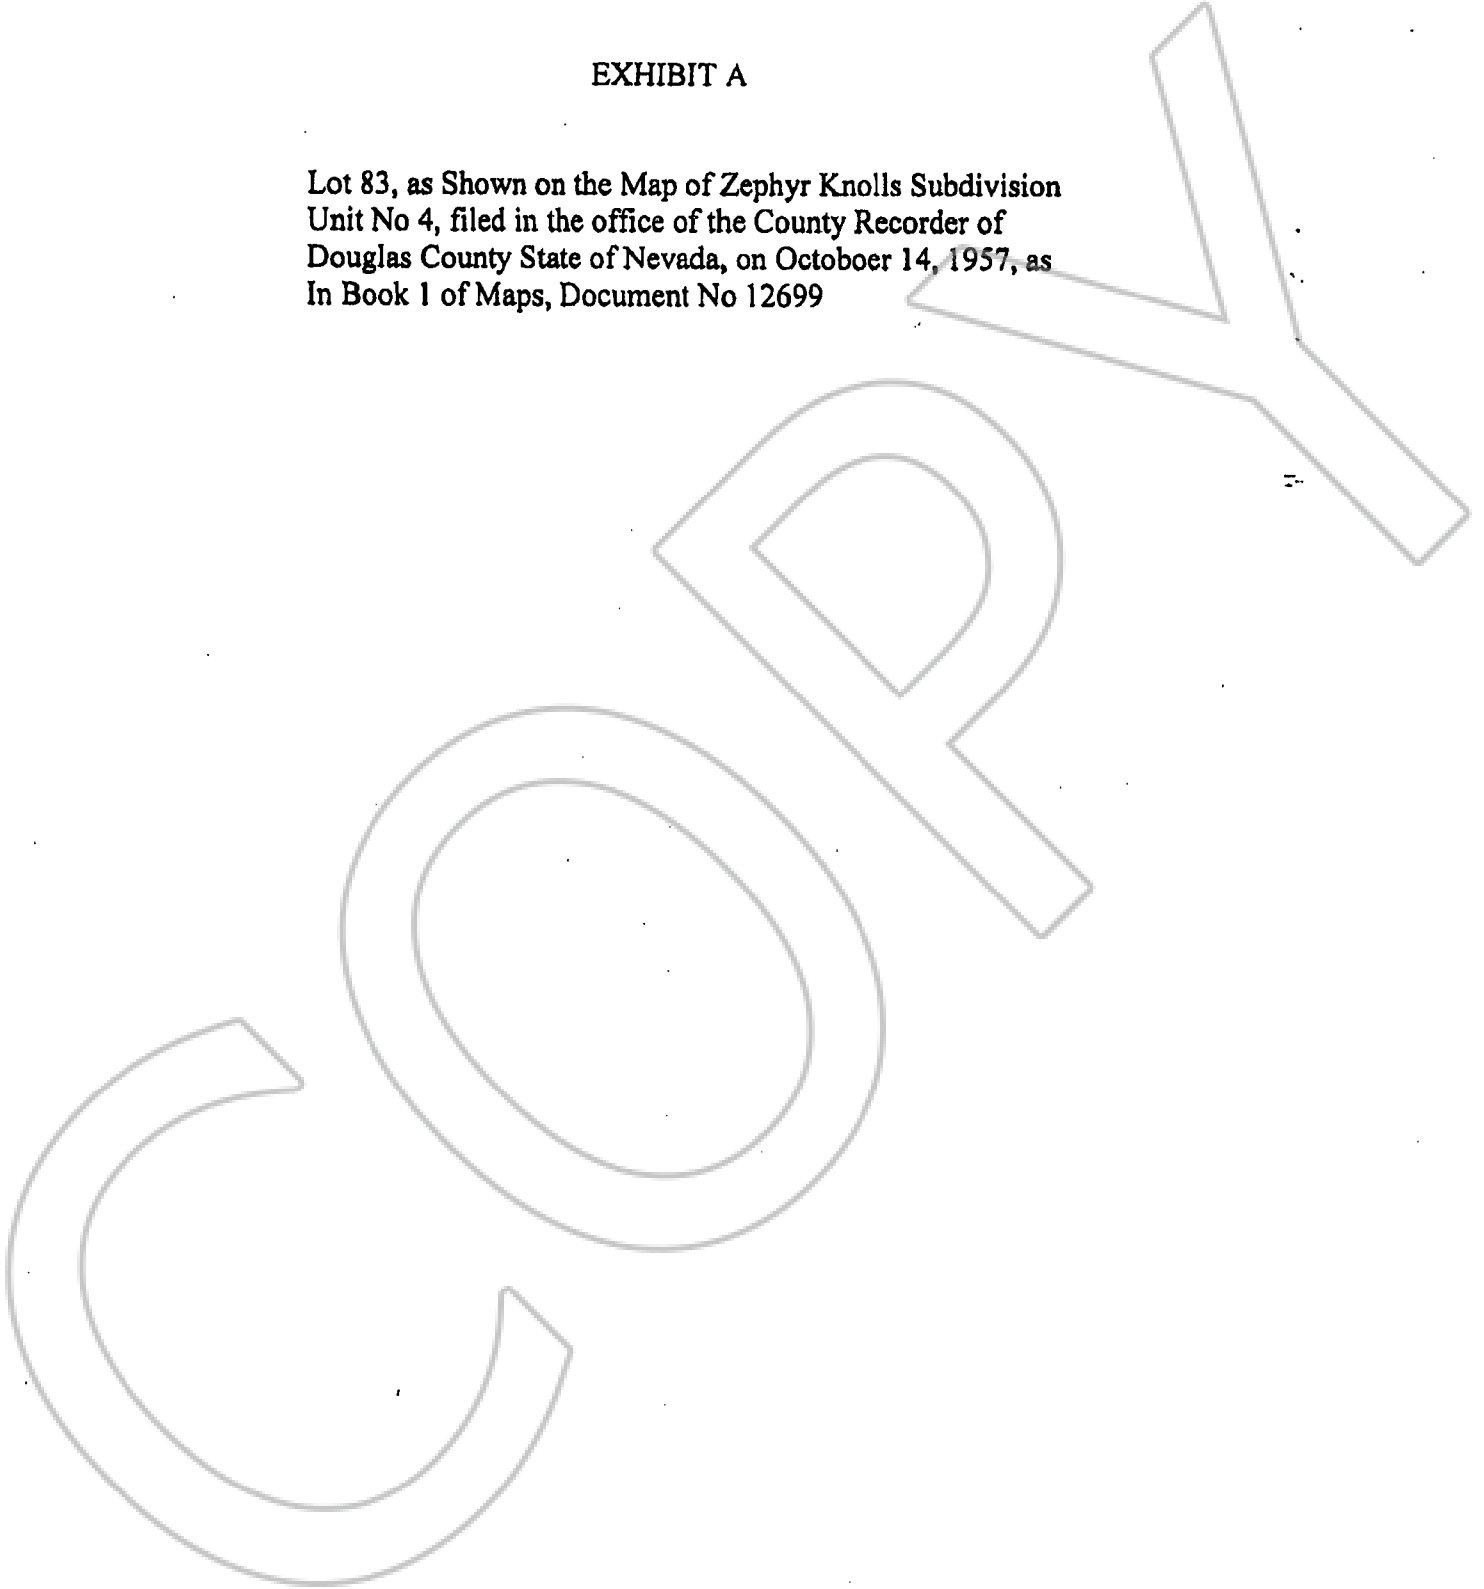 EXHIBIT A
Lot 83, as Shown on the Map of Zephyr Knolls Subdivision
Unit No 4, filed in the office of the County Recorder of
Douglas County State of Nevada, on Octoboer 14, 1957, as
In Book 1 of Maps, Document No 12699
COPY